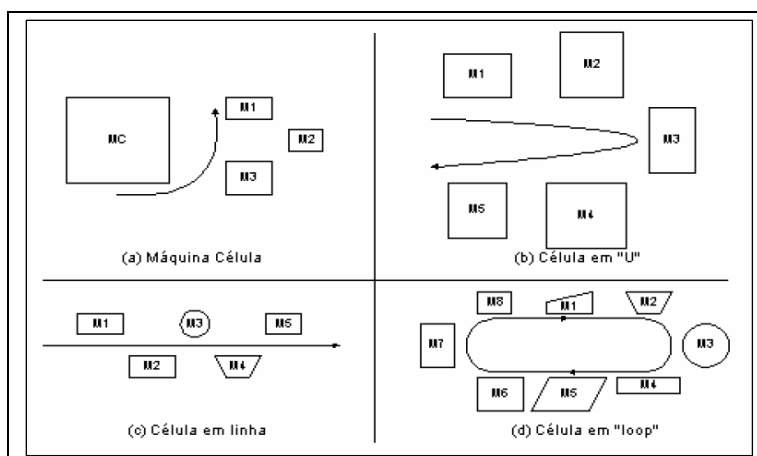 MC
M1
M2
M3
(a) Máquina Célula
M1
M2
M3
M5
M4
(b) Célula em "U"
M1
M3
M5
M2
M4
(c) Célula em linha
M8
M1
M2
M7
M3
M6
M5
M4
(d) Célula em "loop"